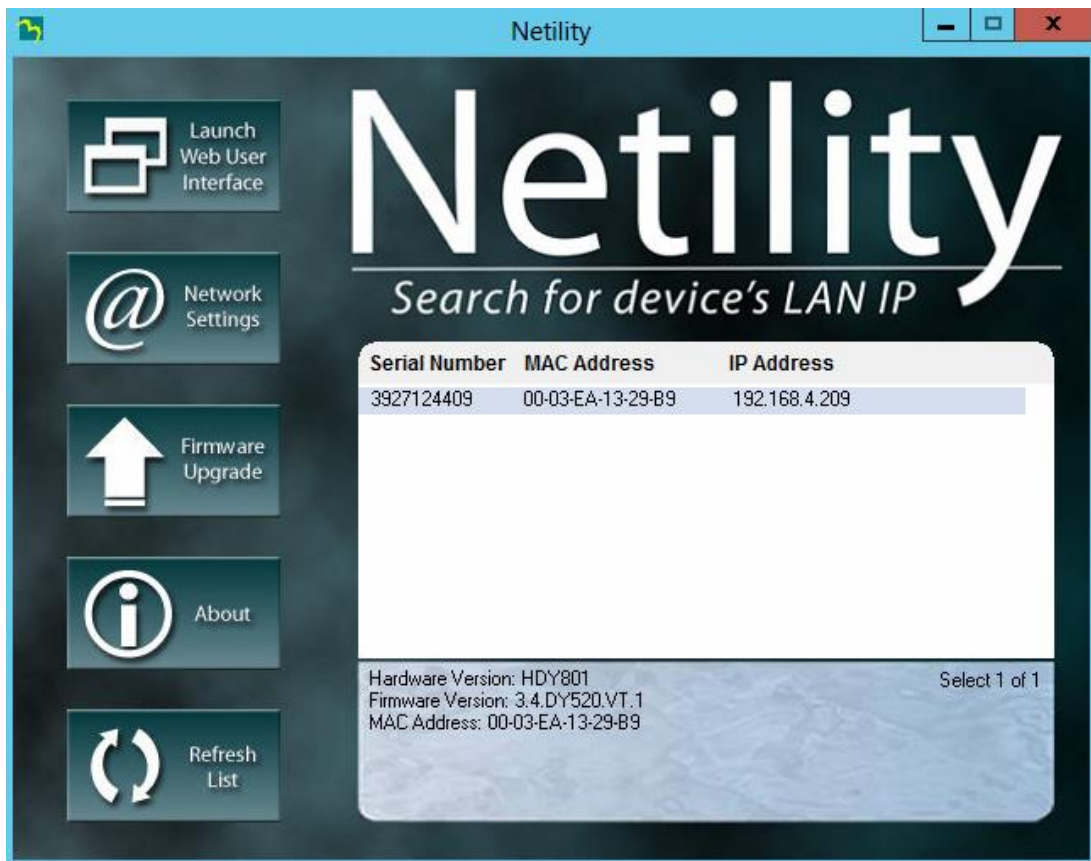 Netility
Launch
Web User
Interface
Network
Settings
Firmware
Upgrade
About
Refresh
List
Netility
Search for device's LAN IP
Serial Number MAC Address IP Address
3927124409 00-03-EA-13-29-B9 192.168.4.209
Hardware Version: HDY801
Select 1 of 1
Firmware Version: 3.4.DY520.VT.1
MAC Address: 00-03-EA-13-29-B9